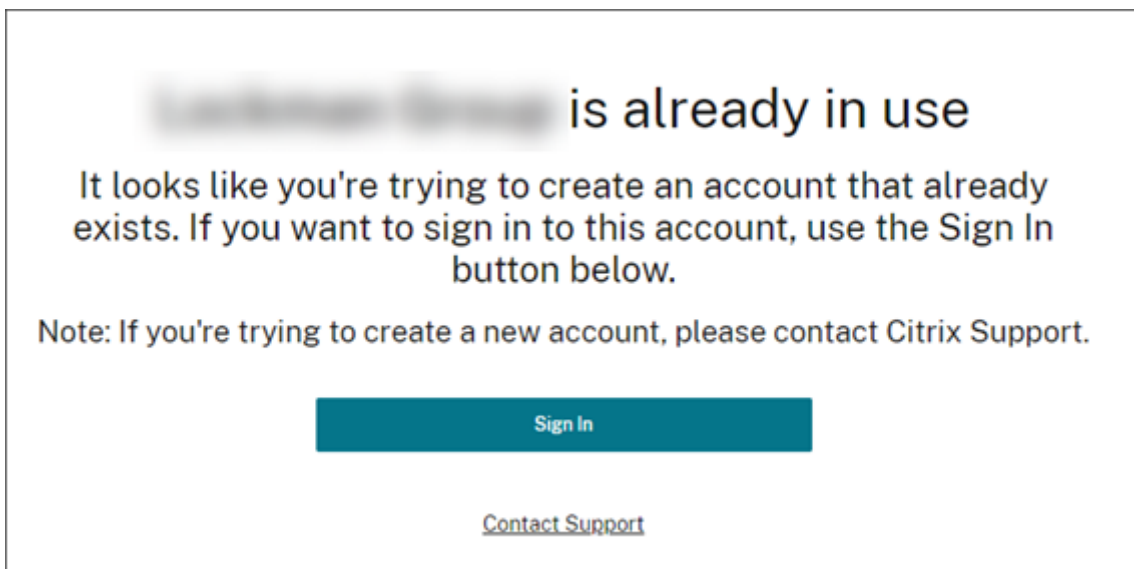 is already in use
It looks like you're trying to create an account that already
exists. If you want to sign in to this account, use the Sign In
button below.
Note: If you're trying to create a new account, please contact Citrix Support.
Sign In
Contact Support